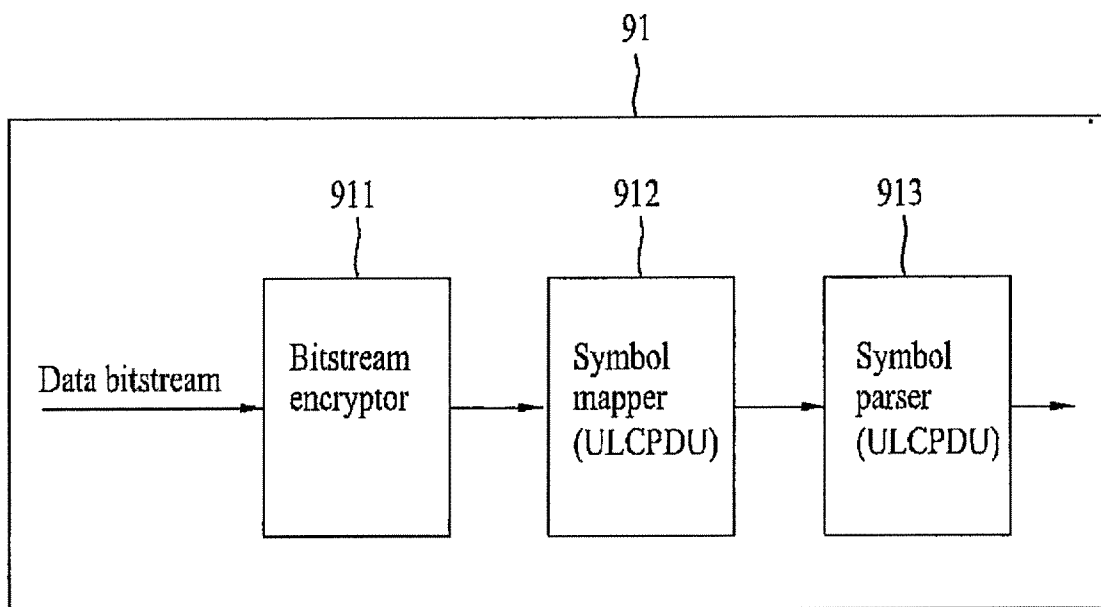 91
911
912
913
Data bitstream
Bitstream
encryptor
Symbol
mapper
(ULCPDU)
Symbol
parser
(ULCPDU)